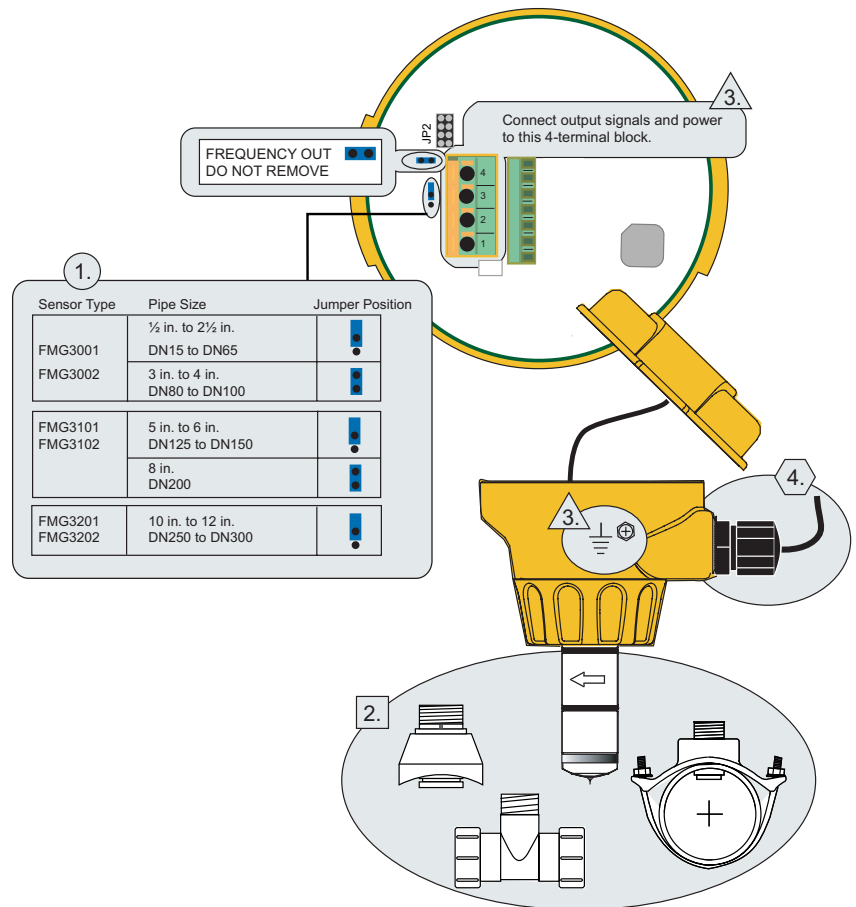 3.
Connect output signals and power
to this 4-terminal block.
JP2
FREQUENCY OUT
DO NOT REMOVE
4
3
2
1
1.
Sensor Type Pipe Size Jumper Position
½ in. to 2½ in.
FMG3001 DN15 to DN65
FMG3002 3 in. to 4 in.
DN80 to DN100
FMG3101 5 in. to 6 in.
FMG3102 DN125 to DN150
8 in.
DN200
FMG3201 10 in. to 12 in.
FMG3202 DN250 to DN300
4.
3.
2.